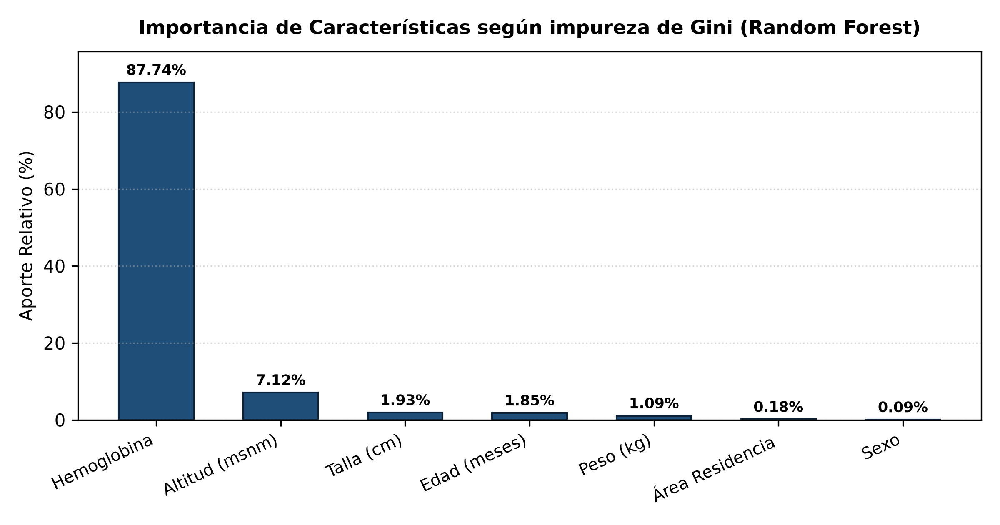 Importancia de Características según impureza de Gini (Random Forest)
Aporte Relativo (%)
80
60
40
20
0
87.74%
7.12%
1.93%
1.85%
1.09%
0.18%
0.09%
Hemoglobina
Altitud (msnm)
Talla (cm)
Edad (meses)
Peso (kg)
Área Residencia
Sexo